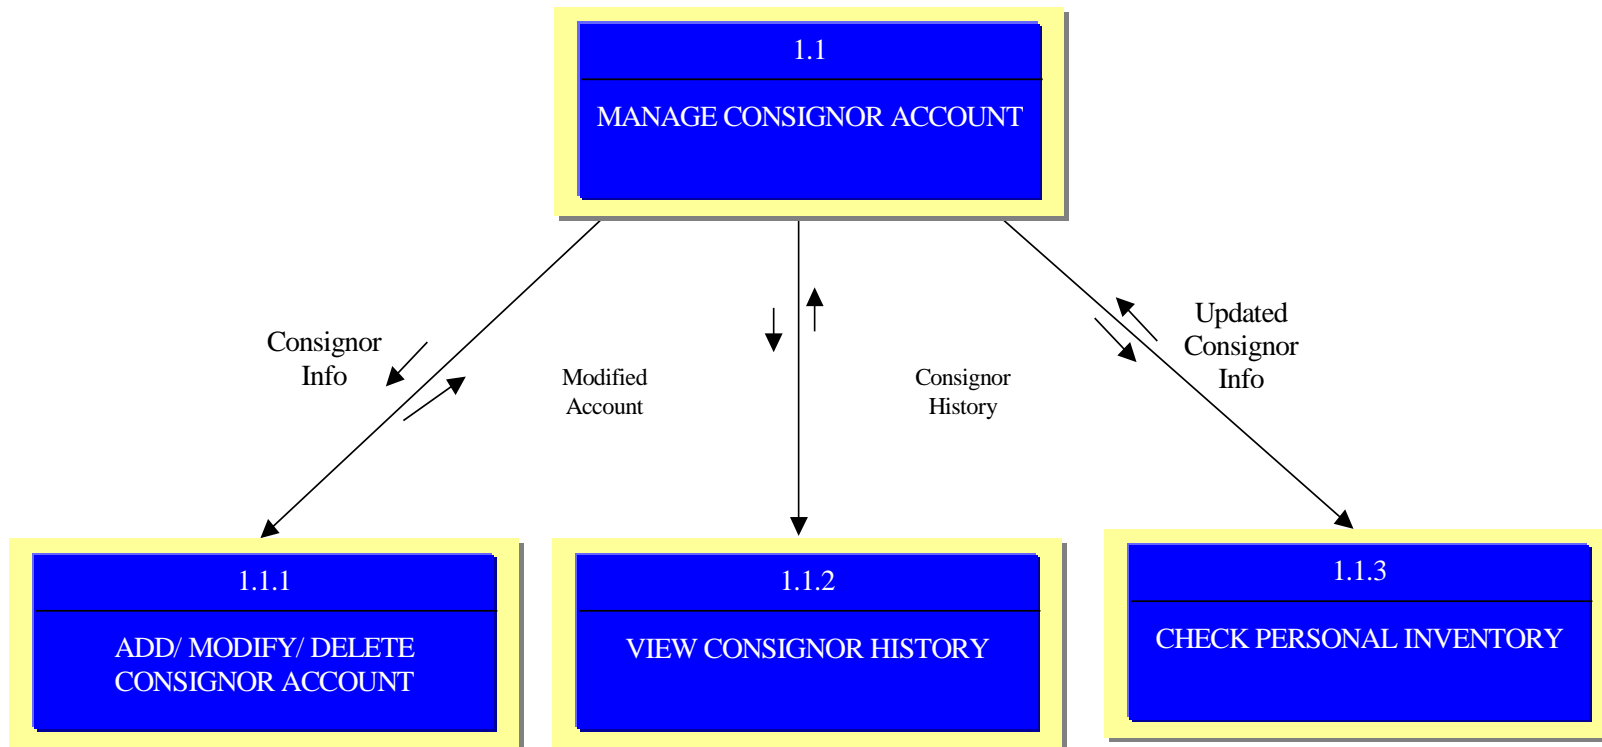 1.1
MANAGE CONSIGNOR ACCOUNT
Consignor
Info
Modified
Account
Consignor
History
Updated
Consignor
Info
1.1.1
ADD/ MODIFY/ DELETE
CONSIGNOR ACCOUNT
1.1.2
VIEW CONSIGNOR HISTORY
1.1.3
CHECK PERSONAL INVENTORY